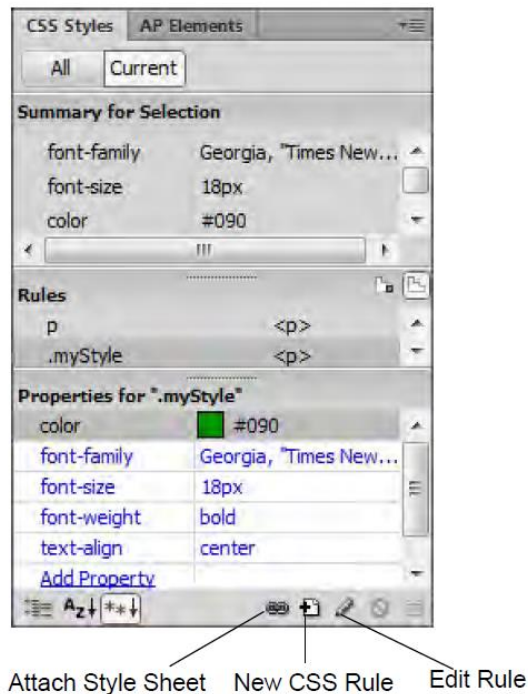 CSS Styles AP Elements
All Current
Summary for Selection
font-family Georgia, "Times New...
font-size 18px
color #090
Rules
p <p>
.myStyle <p>
Properties for ".myStyle"
color #090
font-family Georgia, "Times New...
font-size 18px
font-weight bold
text-align center
Add Property
Az↓ **↓
Attach Style Sheet New CSS Rule Edit Rule